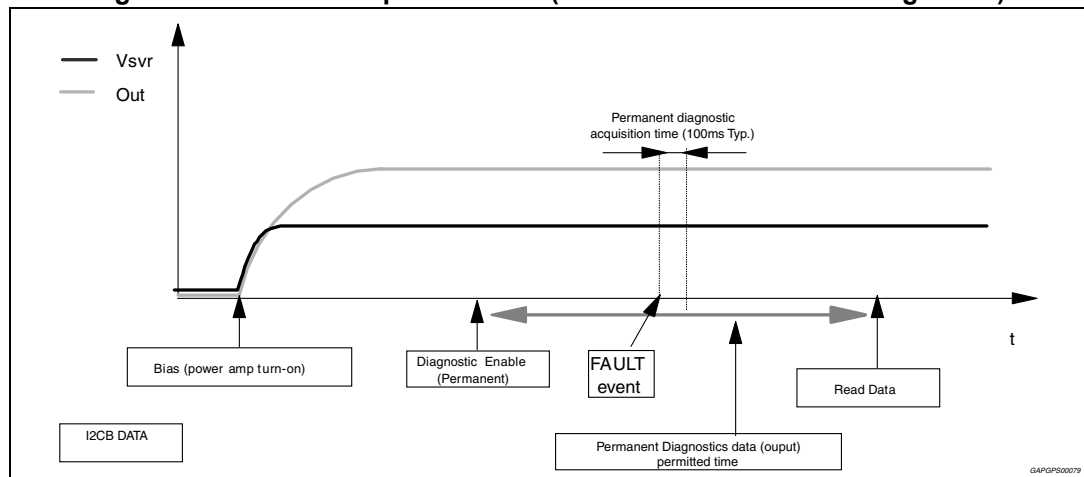 Vsvr
Out
Permanent diagnostic
acquisition time (100ms Typ.)
t
Bias (power amp turn-on)
Diagnostic Enable
(Permanent)
FAULT
event
Read Data
I2CB DATA
Permanent Diagnostics data (ouput)
permitted time
GAPGPS00079